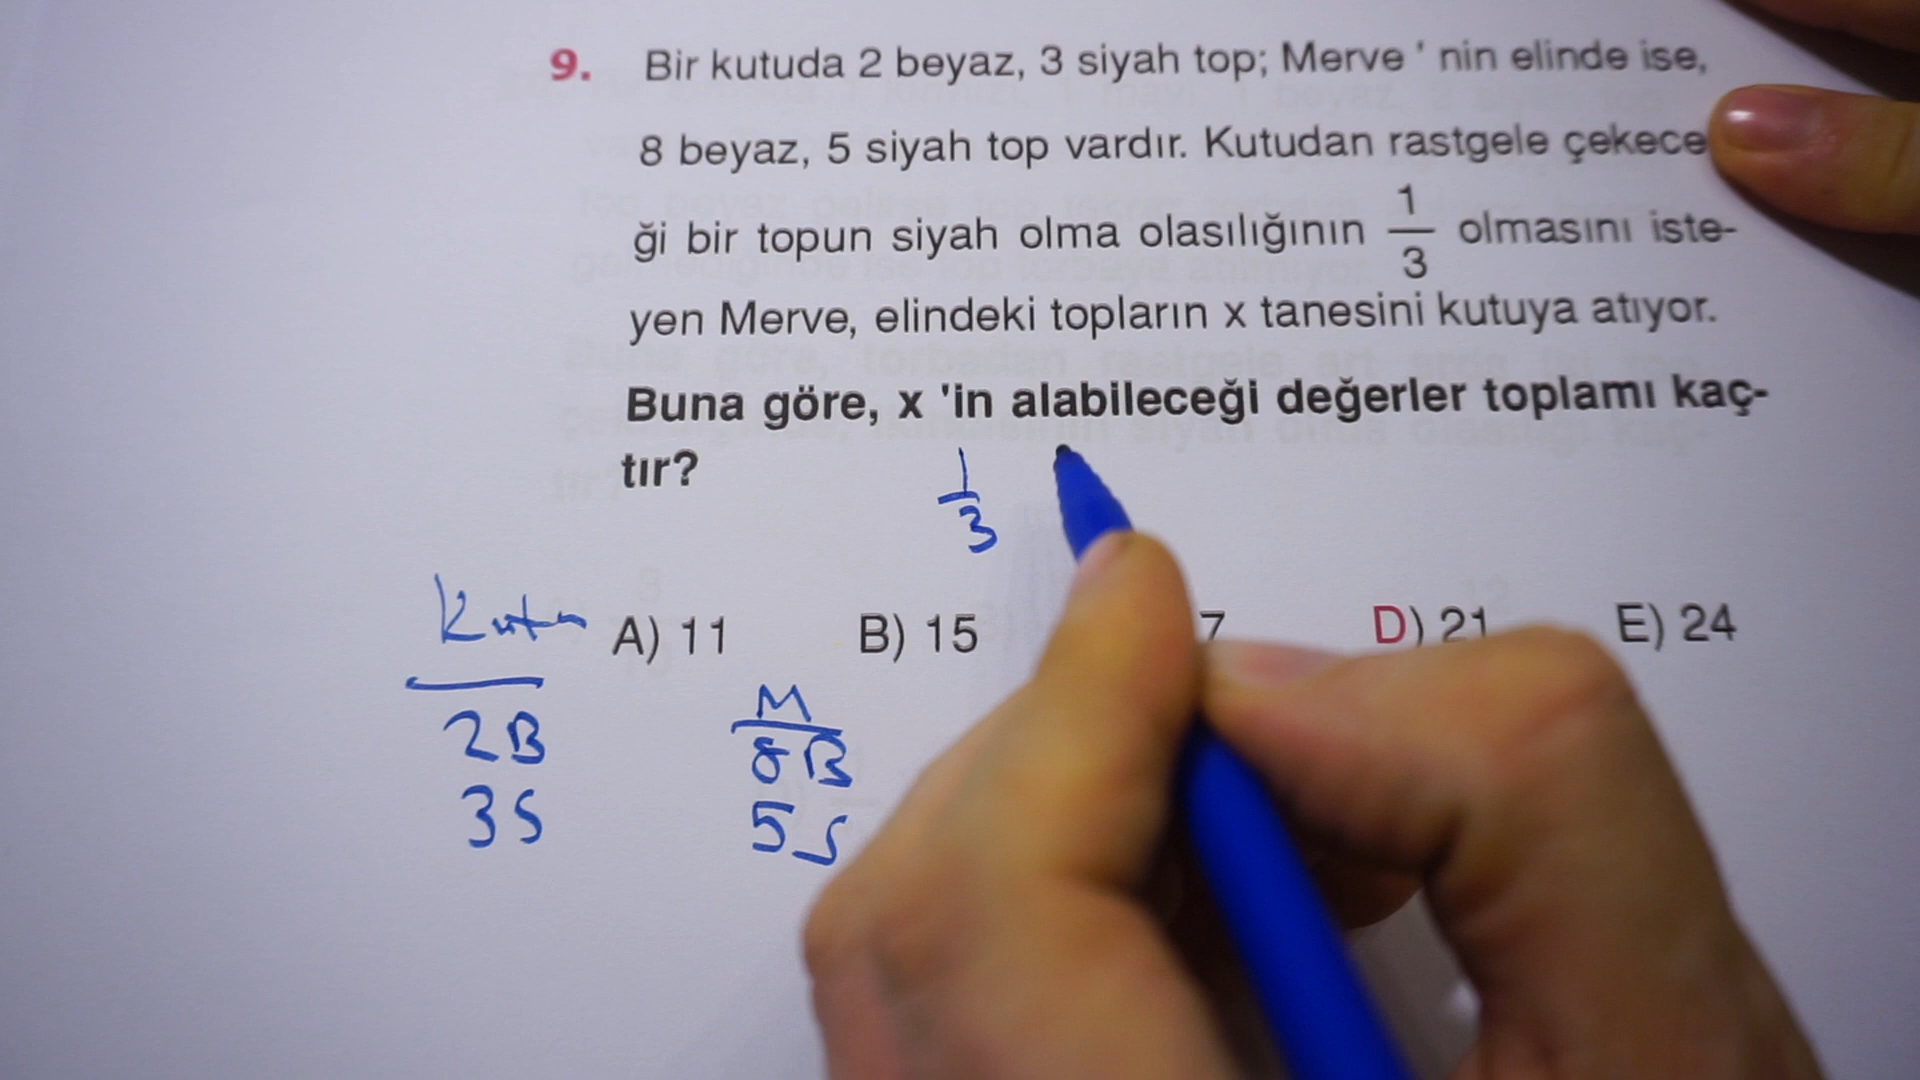 9. Bir kutuda 2 beyaz, 3 siyah top; Merve ' nin elinde ise,
8 beyaz, 5 siyah top vardır. Kutudan rastgele çekece
ği bir topun siyah olma olasılığının 1/3 olmasını iste-
yen Merve, elindeki topların x tanesini kutuya atıyor.
Buna göre, x 'in alabileceği değerler toplamı kaç-
tır?
1/3
A) 11 B) 15 7 D) 21 E) 24
Kutu
2B
3S
M
8B
5S